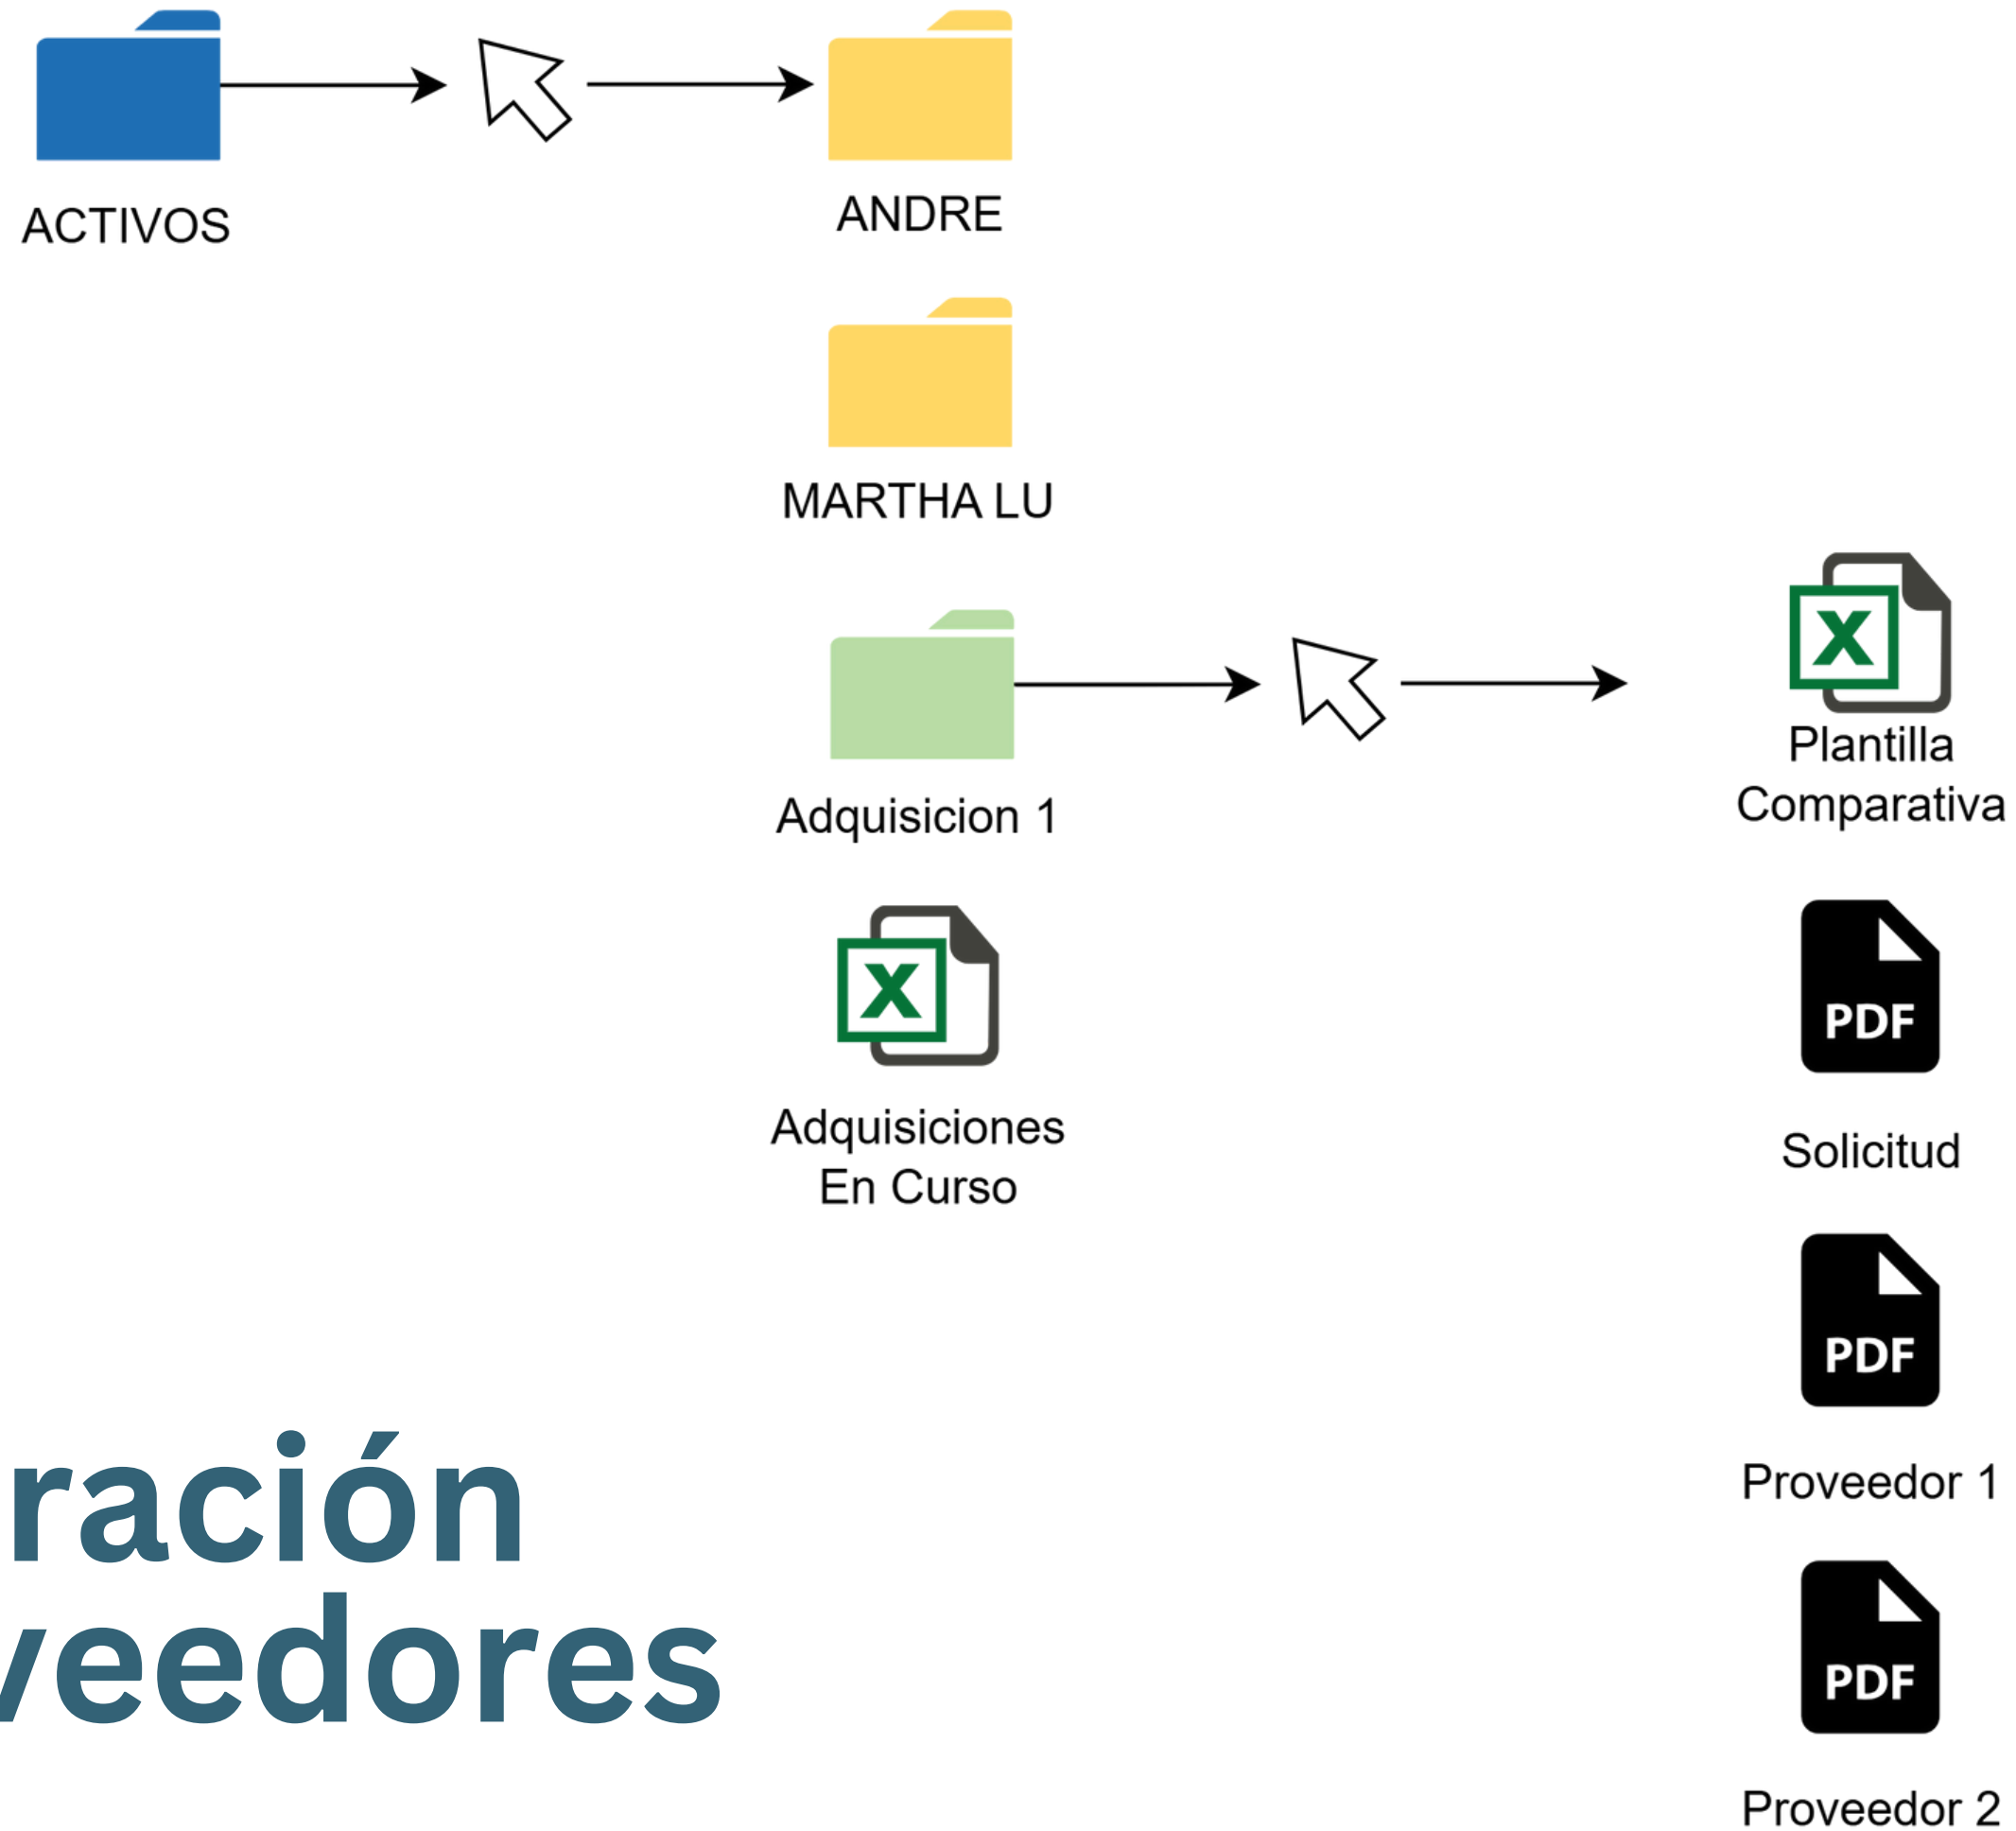 ACTIVOS
ANDRE
MARTHA LU
Adquisicion 1
Plantilla
Comparativa
Adquisiciones
En Curso
PDF
Solicitud
PDF
Proveedor 1
PDF
Proveedor 2
ración
veedores